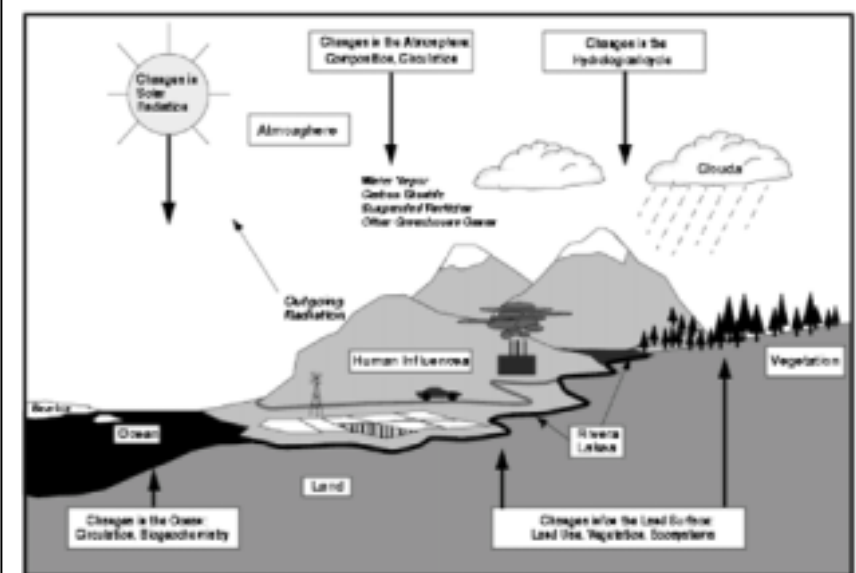 Changes in the Atmosphere:
Composition, Circulation
Changes in the
Hydrological cycle
Changes in
Solar
Radiation
Atmosphere
Clouds
Water Vapor
Carbon Dioxide
Suspended Particles
Other Greenhouse Gases
Outgoing
Radiation
Human Influences
Vegetation
Ocean
Rivers
Lakes
Land
Changes in the Ocean:
Circulation, Biogeochemistry
Changes in/on the Land Surface:
Land Use, Vegetation, Ecosystems